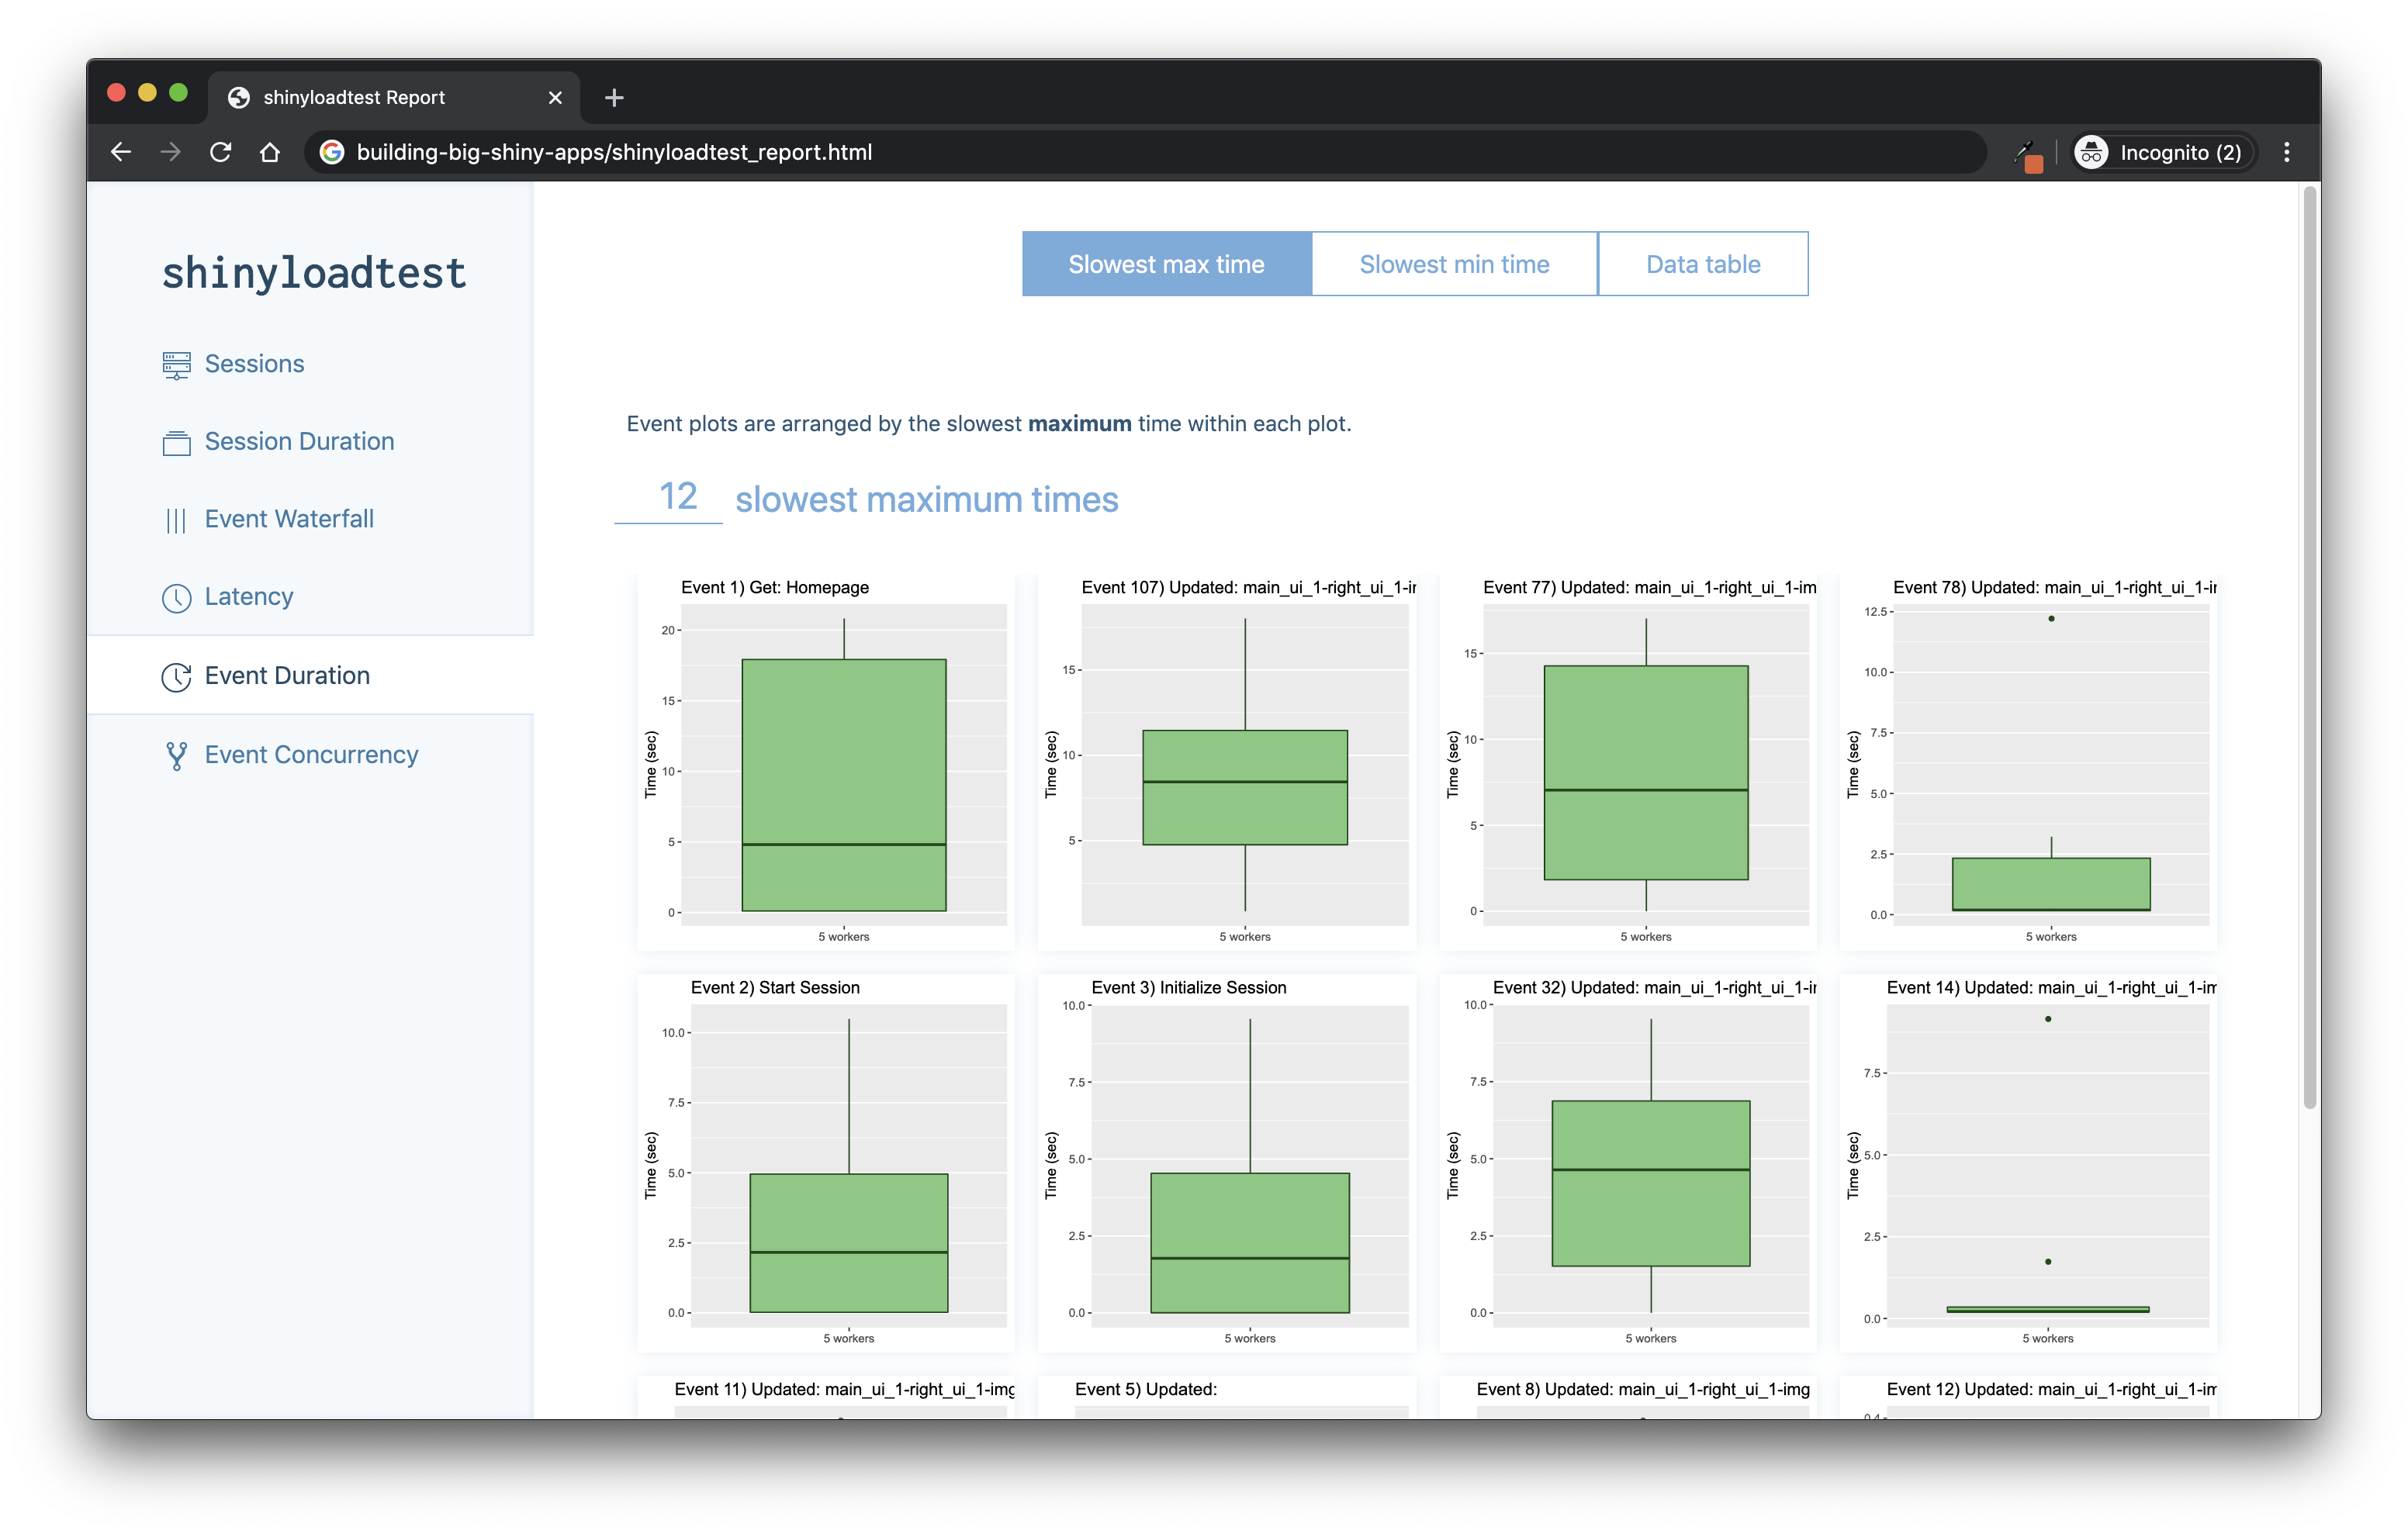 shinyloadtest Report
building-big-shiny-apps/shinyloadtest_report.html
Incognito (2)
shinyloadtest
Sessions
Session Duration
Event Waterfall
Latency
Event Duration
Event Concurrency
Slowest max time
Slowest min time
Data table
Event plots are arranged by the slowest maximum time within each plot.
12 slowest maximum times
Event 1) Get: Homepage
20
15
10
5
0
Time (sec)
5 workers
Event 107) Updated: main_ui_1-right_ui_1-i
15
10
5
Time (sec)
5 workers
Event 77) Updated: main_ui_1-right_ui_1-im
15
10
5
0
Time (sec)
5 workers
Event 78) Updated: main_ui_1-right_ui_1-i
12.5
10.0
7.5
5.0
2.5
0.0
Time (sec)
5 workers
Event 2) Start Session
10.0
7.5
5.0
2.5
0.0
Time (sec)
5 workers
Event 3) Initialize Session
10.0
7.5
5.0
2.5
0.0
Time (sec)
5 workers
Event 32) Updated: main_ui_1-right_ui_1-i
10.0
7.5
5.0
2.5
0.0
Time (sec)
5 workers
Event 14) Updated: main_ui_1-right_ui_1-im
7.5
5.0
2.5
0.0
Time (sec)
5 workers
Event 11) Updated: main_ui_1-right_ui_1-img
Event 5) Updated:
Event 8) Updated: main_ui_1-right_ui_1-img
Event 12) Updated: main_ui_1-right_ui_1-im